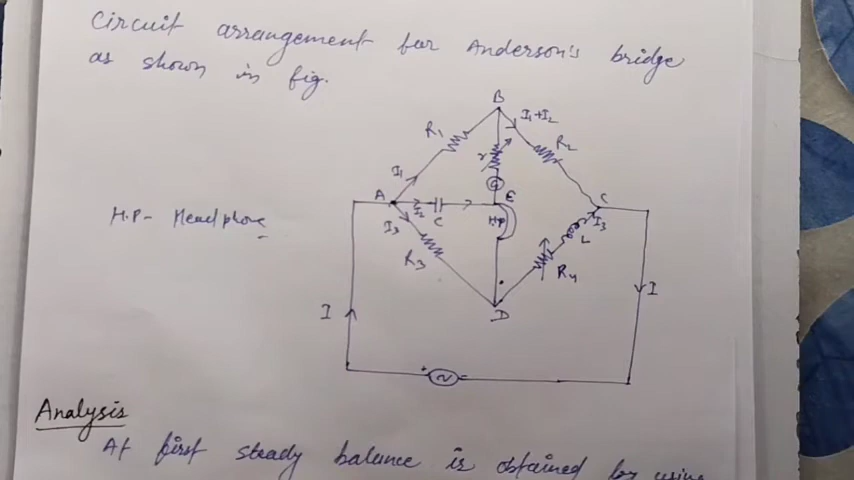 Circuit arrangement for Anderson's bridge
as shown in fig.
B
I₁+I₂
R₁
R₂
r
I₁
G
A
E
C
I₂
C
H.P
I₃
I₃
L
H.P- Headphone
R₃
R₄
I
I
D
+
~
-
Analysis
At first steady balance is obtained by using